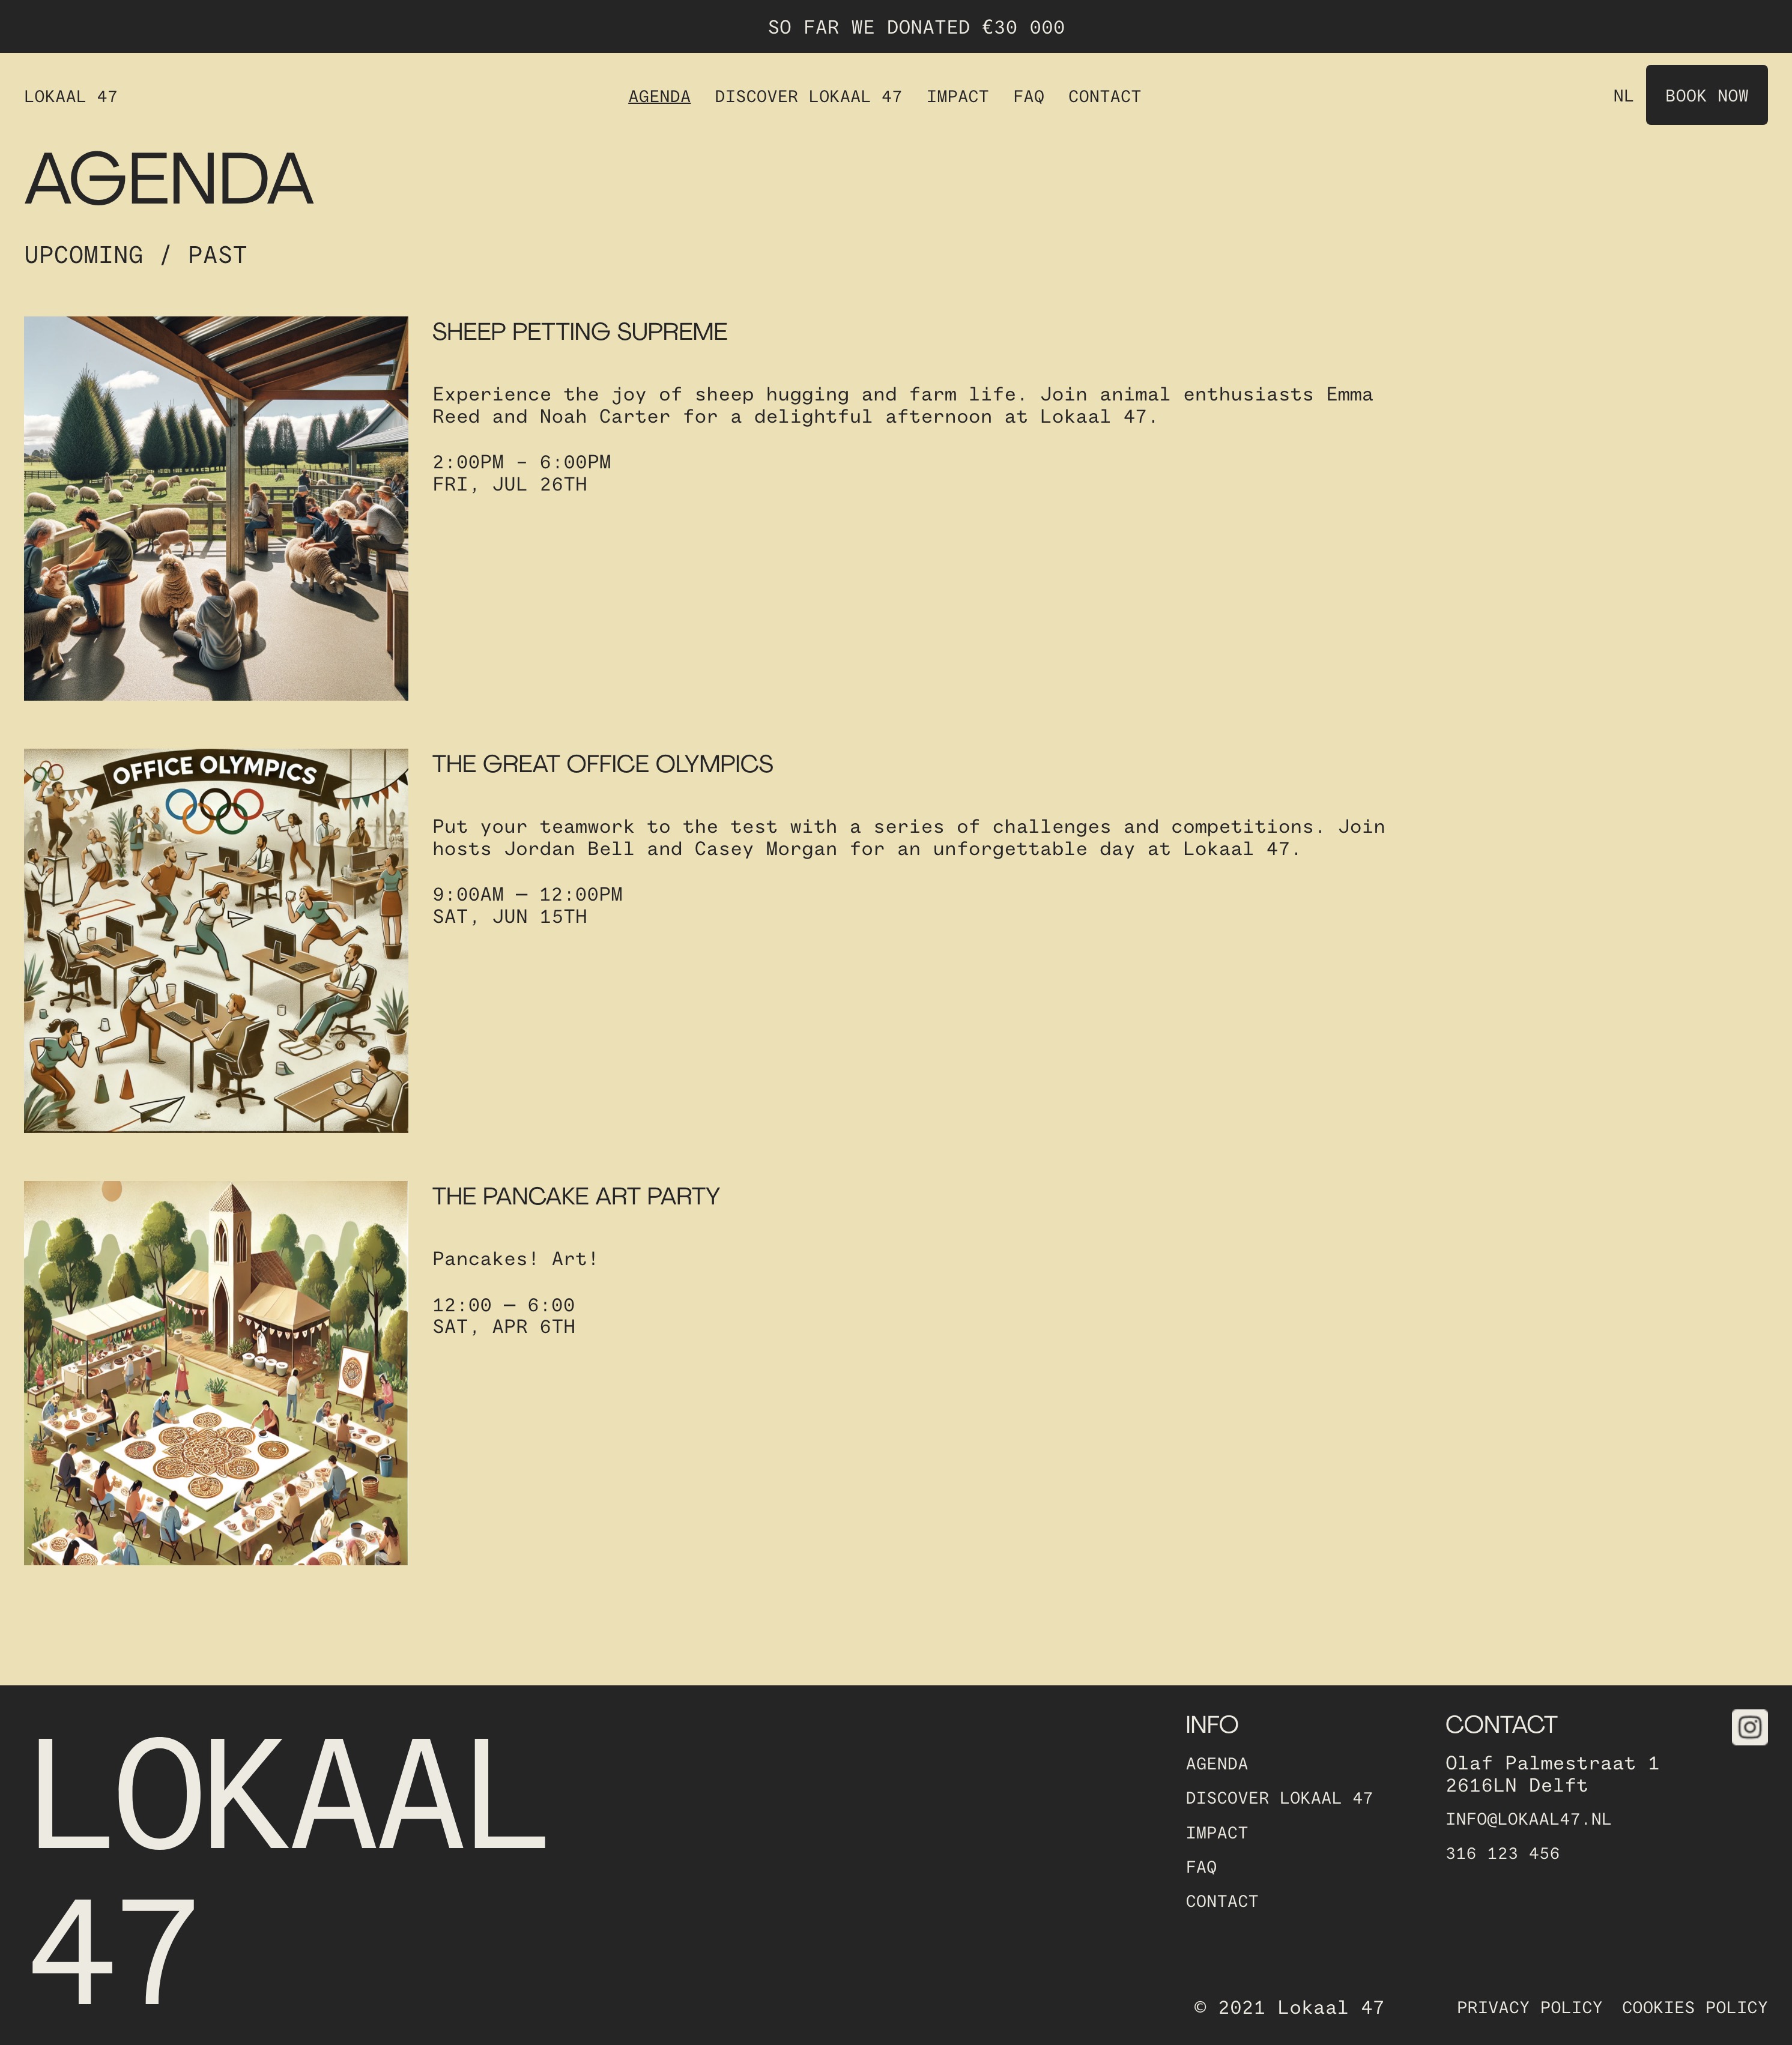 SO FAR WE DONATED €30 000
LOKAAL 47
AGENDA DISCOVER LOKAAL 47 IMPACT FAQ CONTACT
NL BOOK NOW
AGENDA
UPCOMING / PAST
SHEEP PETTING SUPREME
Experience the joy of sheep hugging and farm life. Join animal enthusiasts Emma
Reed and Noah Carter for a delightful afternoon at Lokaal 47.
2:00PM – 6:00PM
FRI, JUL 26TH
OFFICE OLYMPICS
THE GREAT OFFICE OLYMPICS
Put your teamwork to the test with a series of challenges and competitions. Join
hosts Jordan Bell and Casey Morgan for an unforgettable day at Lokaal 47.
9:00AM — 12:00PM
SAT, JUN 15TH
THE PANCAKE ART PARTY
Pancakes! Art!
12:00 — 6:00
SAT, APR 6TH
LOKAAL
47
INFO
AGENDA
DISCOVER LOKAAL 47
IMPACT
FAQ
CONTACT
CONTACT
Olaf Palmestraat 1
2616LN Delft
INFO@LOKAAL47.NL
316 123 456
© 2021 Lokaal 47
PRIVACY POLICY COOKIES POLICY